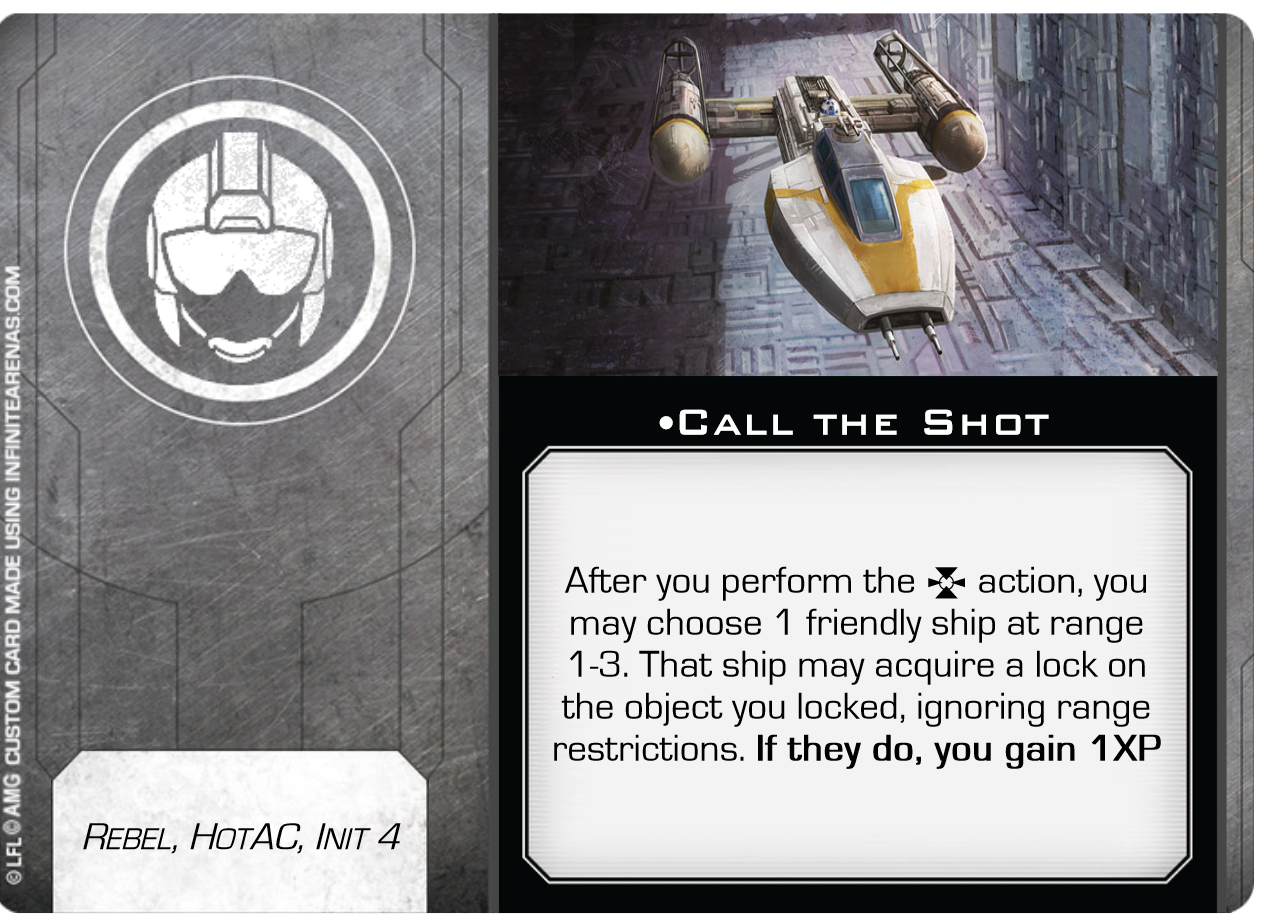 •Call the Shot
After you perform the action, you
may choose 1 friendly ship at range
1-3. That ship may acquire a lock on
the object you locked, ignoring range
restrictions. If they do, you gain 1XP
Rebel, HotAC, Init 4
©LFL ©AMG CUSTOM CARD MADE USING INFINITEARENAS.COM